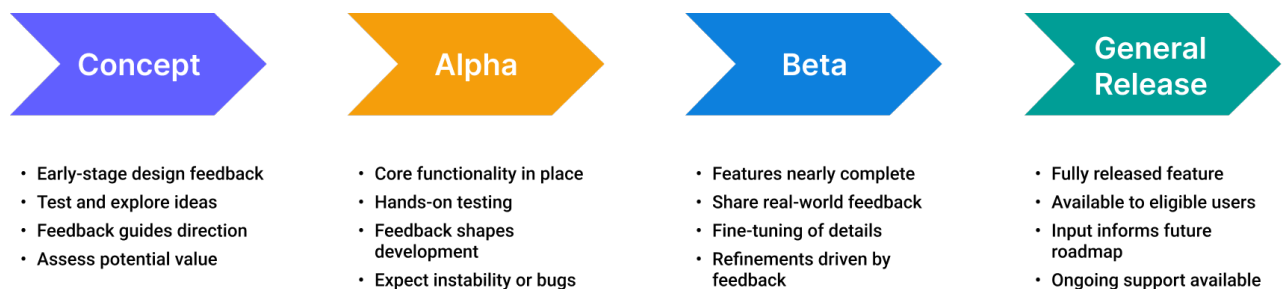 Concept
• Early-stage design feedback
• Test and explore ideas
• Feedback guides direction
• Assess potential value
Alpha
• Core functionality in place
• Hands-on testing
• Feedback shapes
development
• Expect instability or bugs
Beta
• Features nearly complete
• Share real-world feedback
• Fine-tuning of details
• Refinements driven by
feedback
General
Release
• Fully released feature
• Available to eligible users
• Input informs future
roadmap
• Ongoing support available